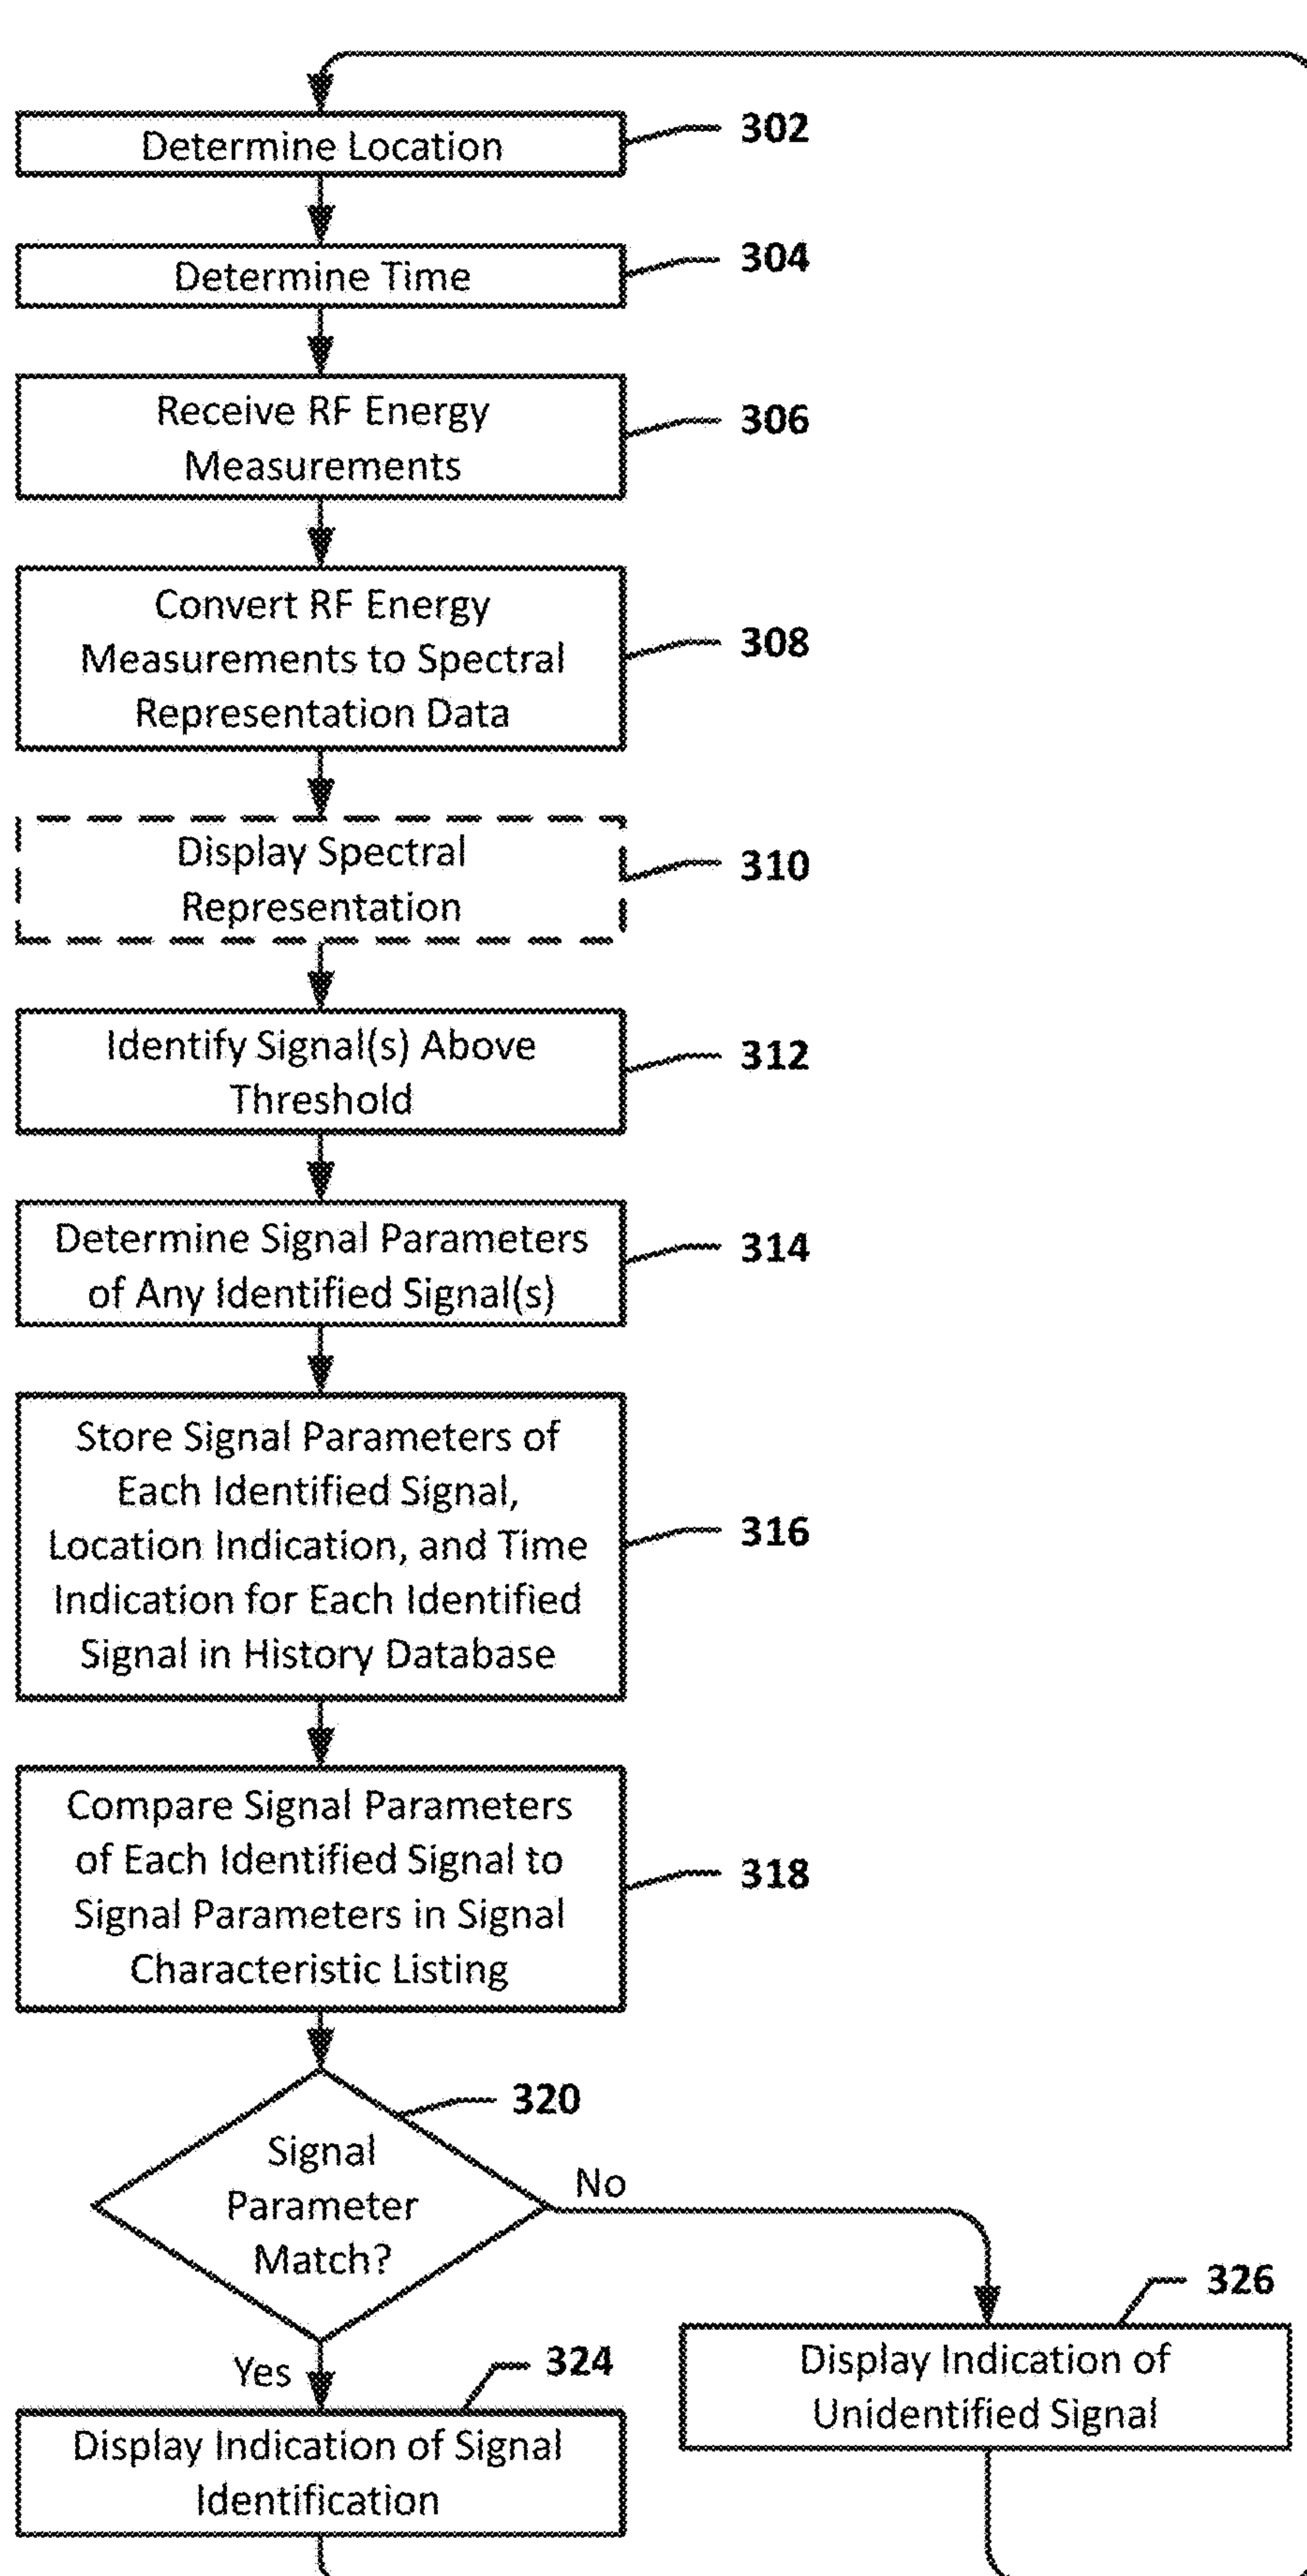 Determine Location
302
Determine Time
304
Receive RF Energy
Measurements
306
Convert RF Energy
Measurements to Spectral
Representation Data
308
Display Spectral
Representation
310
Identify Signal(s) Above
Threshold
312
Determine Signal Parameters
of Any Identified Signal(s)
314
Store Signal Parameters of
Each Identified Signal,
Location Indication, and Time
Indication for Each Identified
Signal in History Database
316
Compare Signal Parameters
of Each Identified Signal to
Signal Parameters in Signal
Characteristic Listing
318
Signal
Parameter
Match?
320
No
Yes
324
Display Indication of Signal
Identification
326
Display Indication of
Unidentified Signal